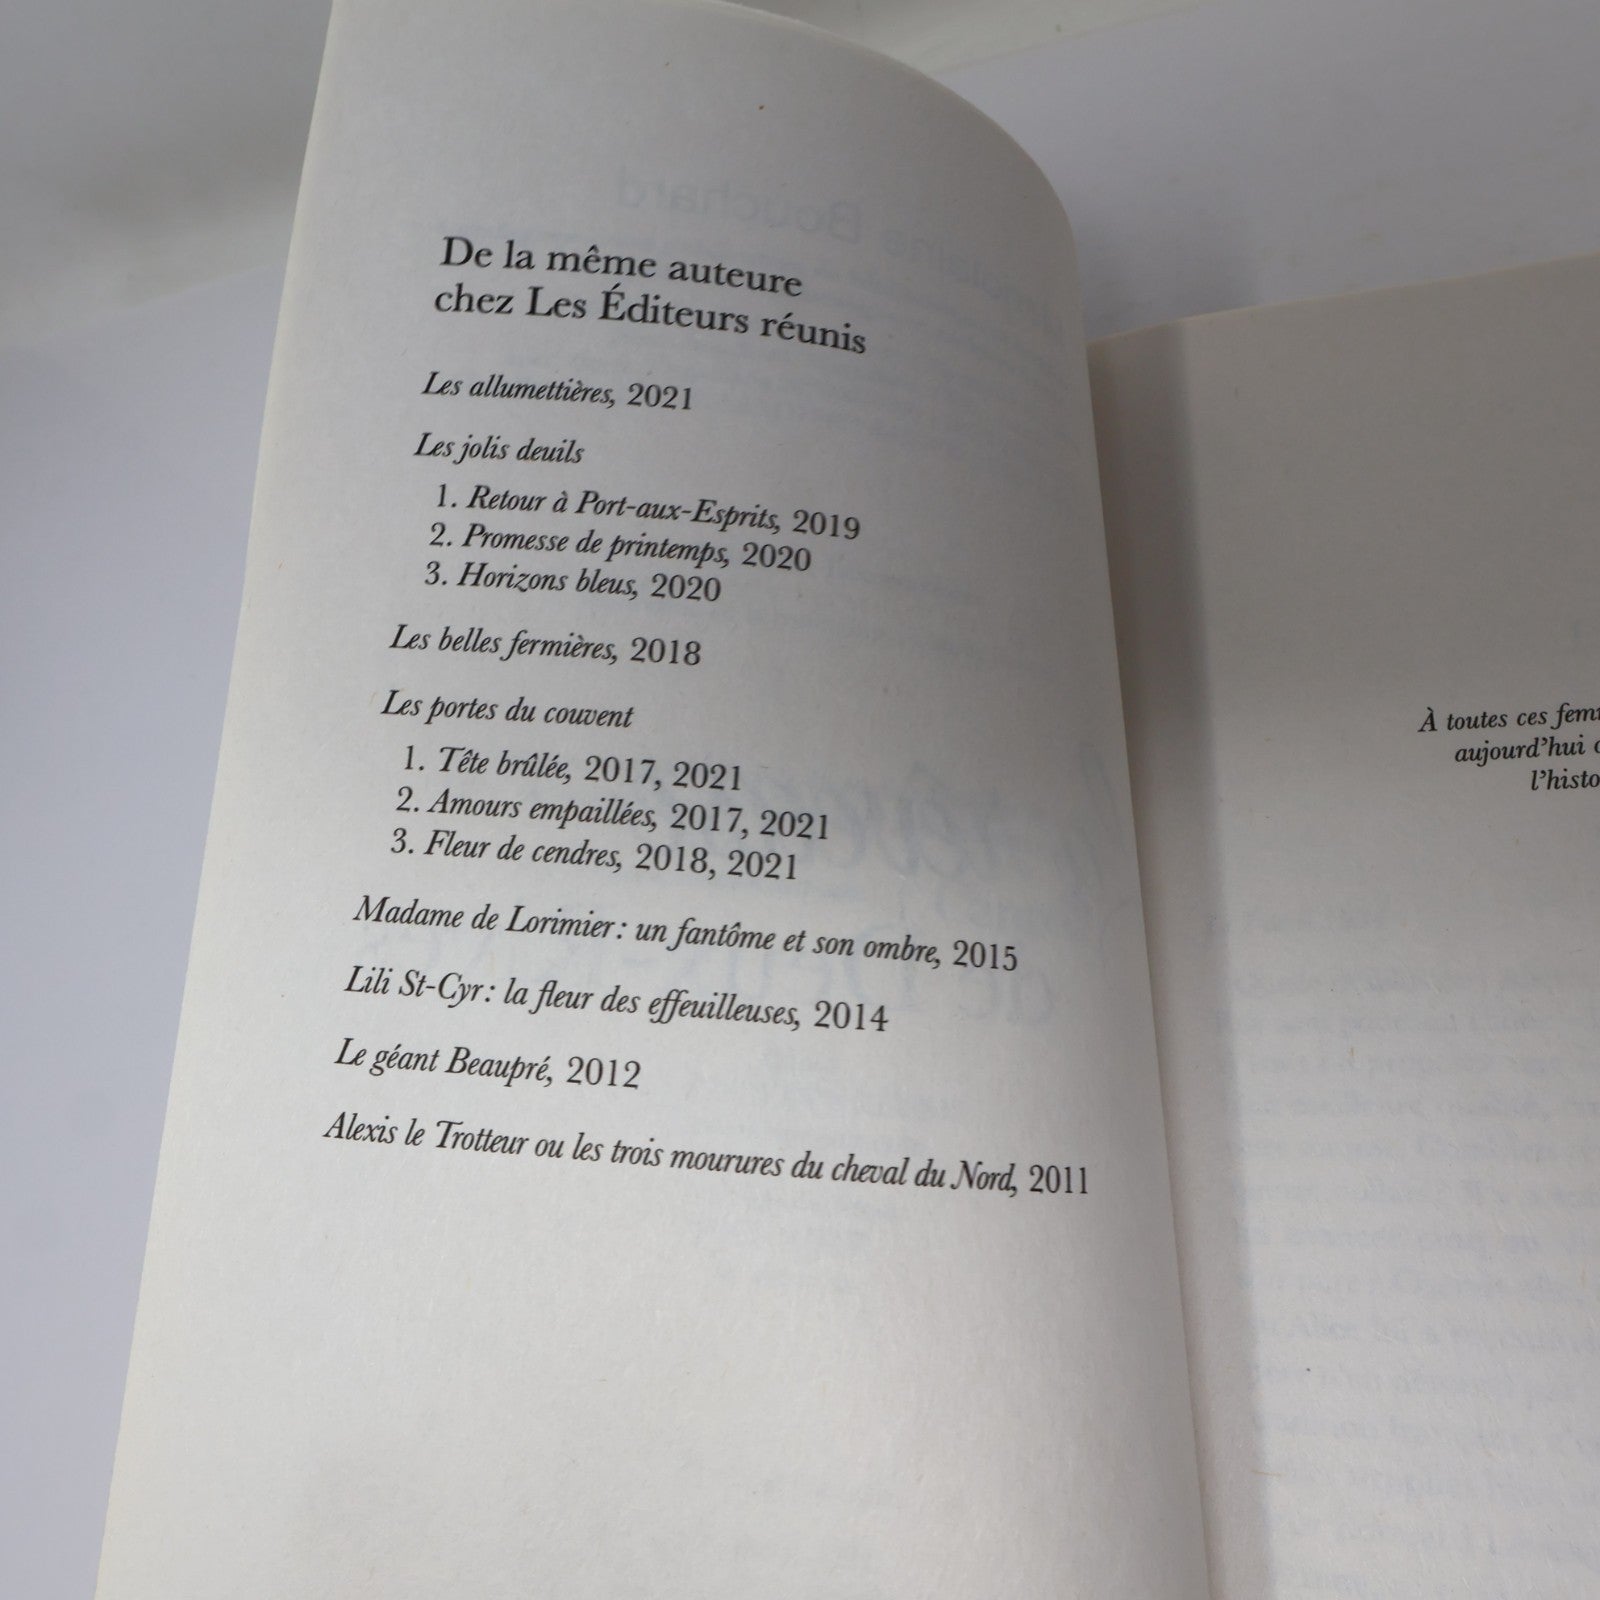 De la même auteure
chez Les Éditeurs réunis
Les allumettières, 2021
Les jolis deuils
1. Retour à Port-aux-Esprits, 2019
2. Promesse de printemps, 2020
3. Horizons bleus, 2020
Les belles fermières, 2018
Les portes du couvent
1. Tête brûlée, 2017, 2021
2. Amours empaillées, 2017, 2021
3. Fleur de cendres, 2018, 2021
Madame de Lorimier : un fantôme et son ombre, 2015
Lili St-Cyr : la fleur des effeuilleuses, 2014
Le géant Beaupré, 2012
Alexis le Trotteur ou les trois mourures du cheval du Nord, 2011
À toutes ces
aujourd'hui